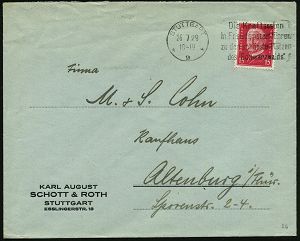 STUTTGART
26.7.29
10-11
9
Firma
M. & S. Cohn
Kaufhaus
Altenburg i/Thür.
Sporenstr. 2-4.
KARL AUGUST
SCHOTT & ROTH
STUTTGART
ESSLINGERSTR. 18